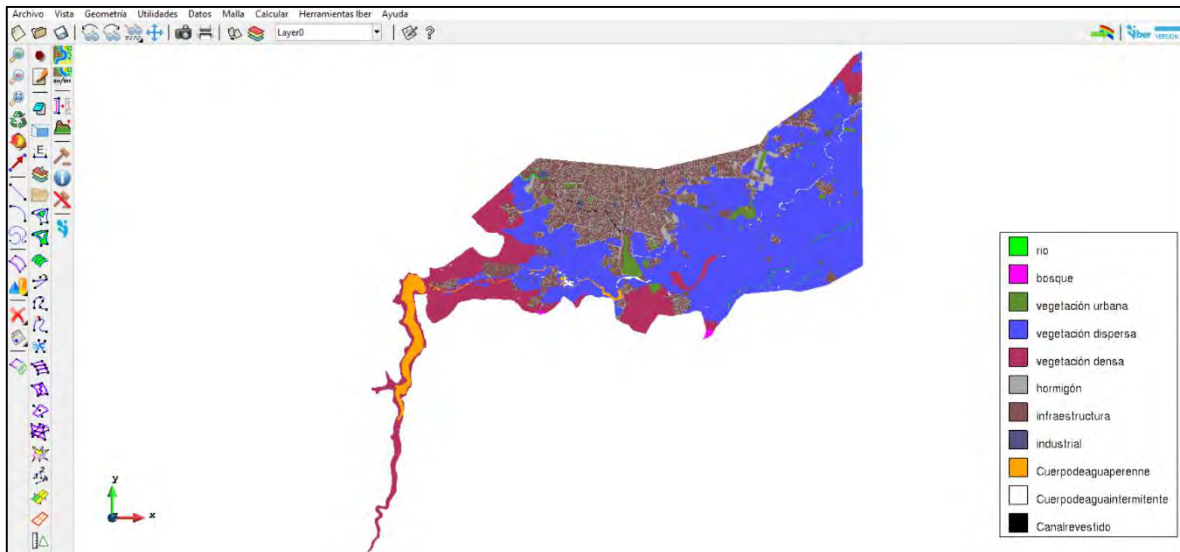 Archivo Vista Geometría Utilidades Datos Malla Calcular Herramientas Iber Ayuda
Layer0
Iber
rio
bosque
vegetación urbana
vegetación dispersa
vegetación densa
hormigón
infraestructura
industrial
Cuerpodeaguaperenne
Cuerpodeaguaintermitente
Canalrevestido
y
x